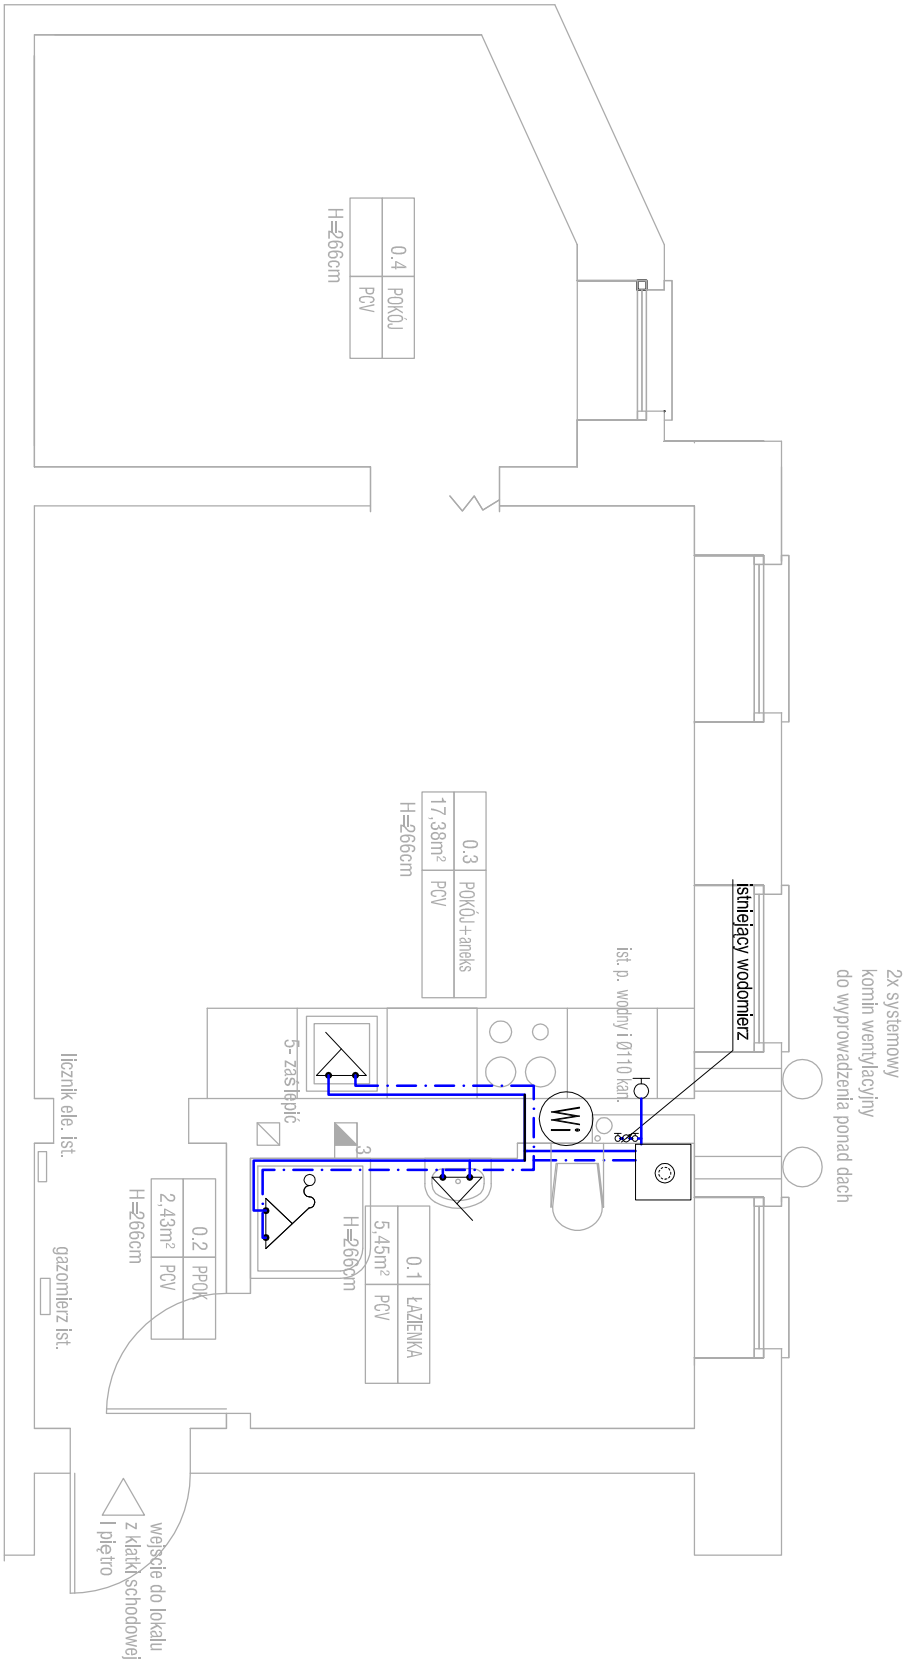 2x systemowy
komin wentylacyjny
do wyprowadzenia ponad dach
istniejący wodomierz
ist. p. wodny i Ø110 kan.
0.4 POKÓJ
PCV
H=266cm
0.3 POKÓJ+aneks
17,38m² PCV
H=266cm
Wi
5- zaślepić
3
0.1 ŁAZIENKA
5,45m² PCV
H=266cm
0.2 PPOK
2,43m² PCV
H=266cm
licznik ele. ist.
gazomierz ist.
wejscie do lokalu
z klatki schodowej
I piętro